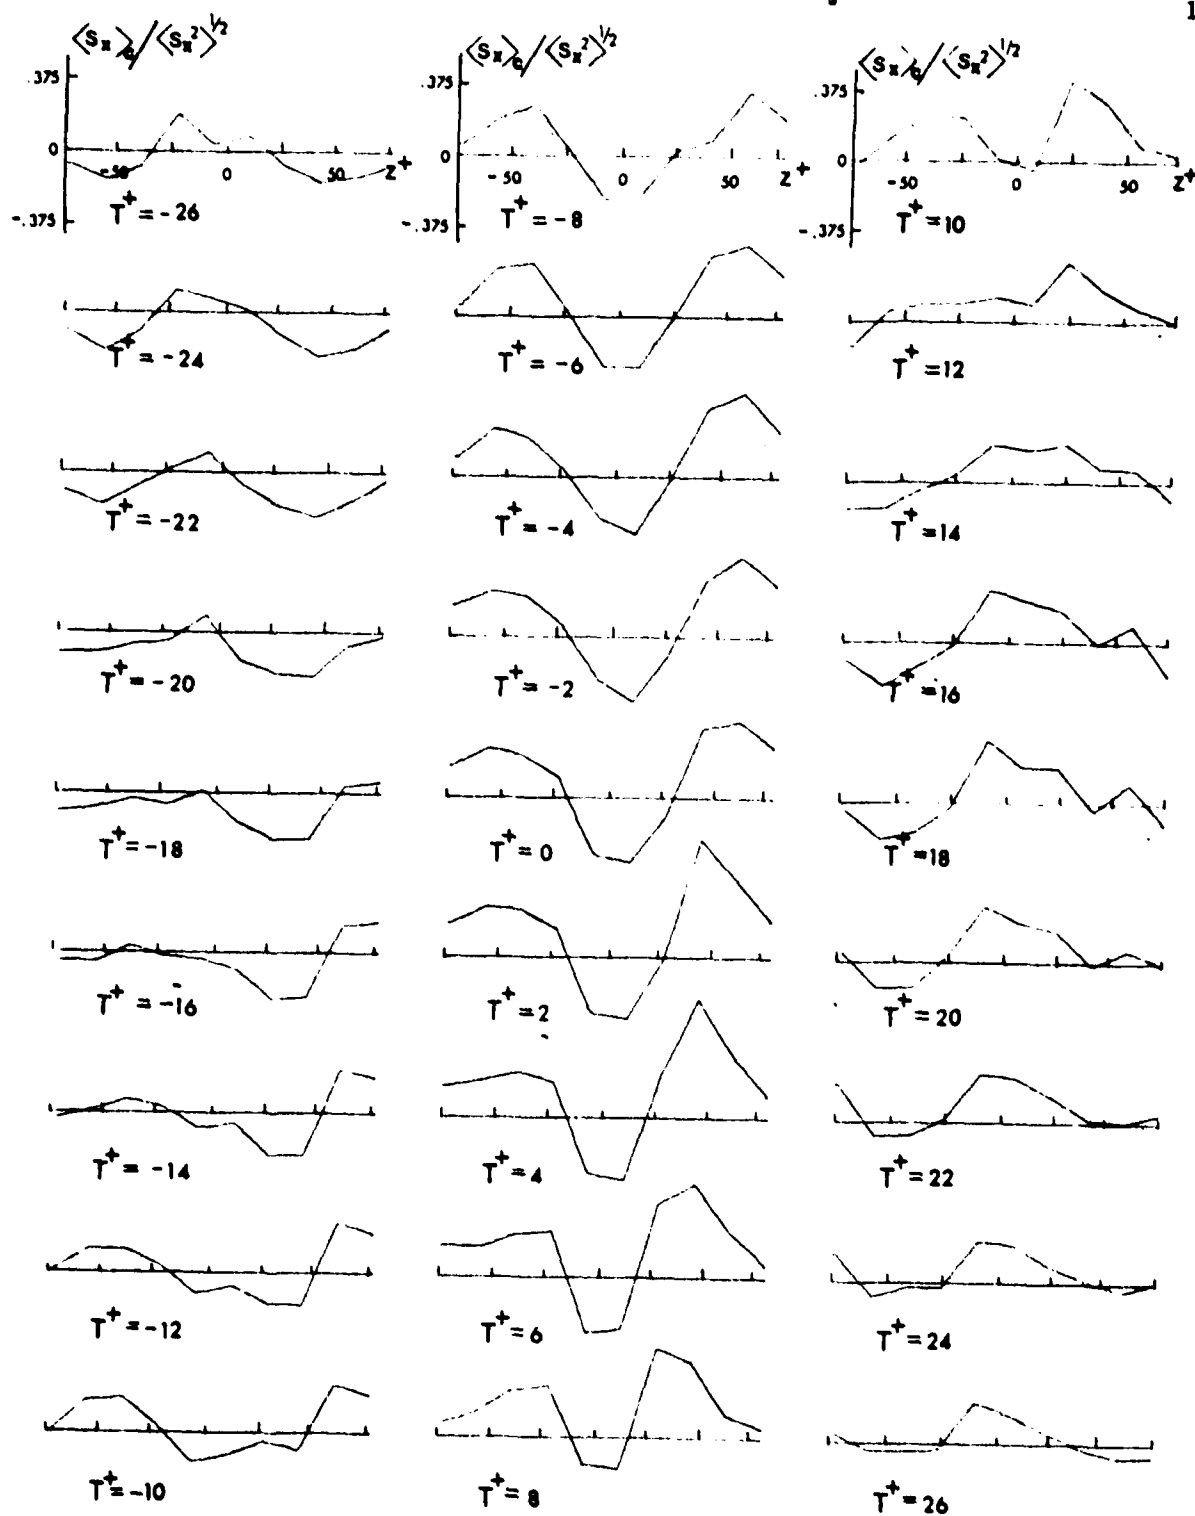 1
⟨Sx⟩q/⟨Sx²⟩^1/2
.375
0
-.375
-50
0
50
Z+
T+ = -26
T+ = -24
T+ = -22
T+ = -20
T+ = -18
T+ = -16
T+ = -14
T+ = -12
T+ = -10
⟨Sx⟩q/⟨Sx²⟩^1/2
.375
0
-.375
-50
0
50
Z+
T+ = -8
T+ = -6
T+ = -4
T+ = -2
T+ = 0
T+ = 2
T+ = 4
T+ = 6
T+ = 8
⟨Sx⟩q/⟨Sx²⟩^1/2
.375
0
-.375
-50
0
50
Z+
T+ = 10
T+ = 12
T+ = 14
T+ = 16
T+ = 18
T+ = 20
T+ = 22
T+ = 24
T+ = 26